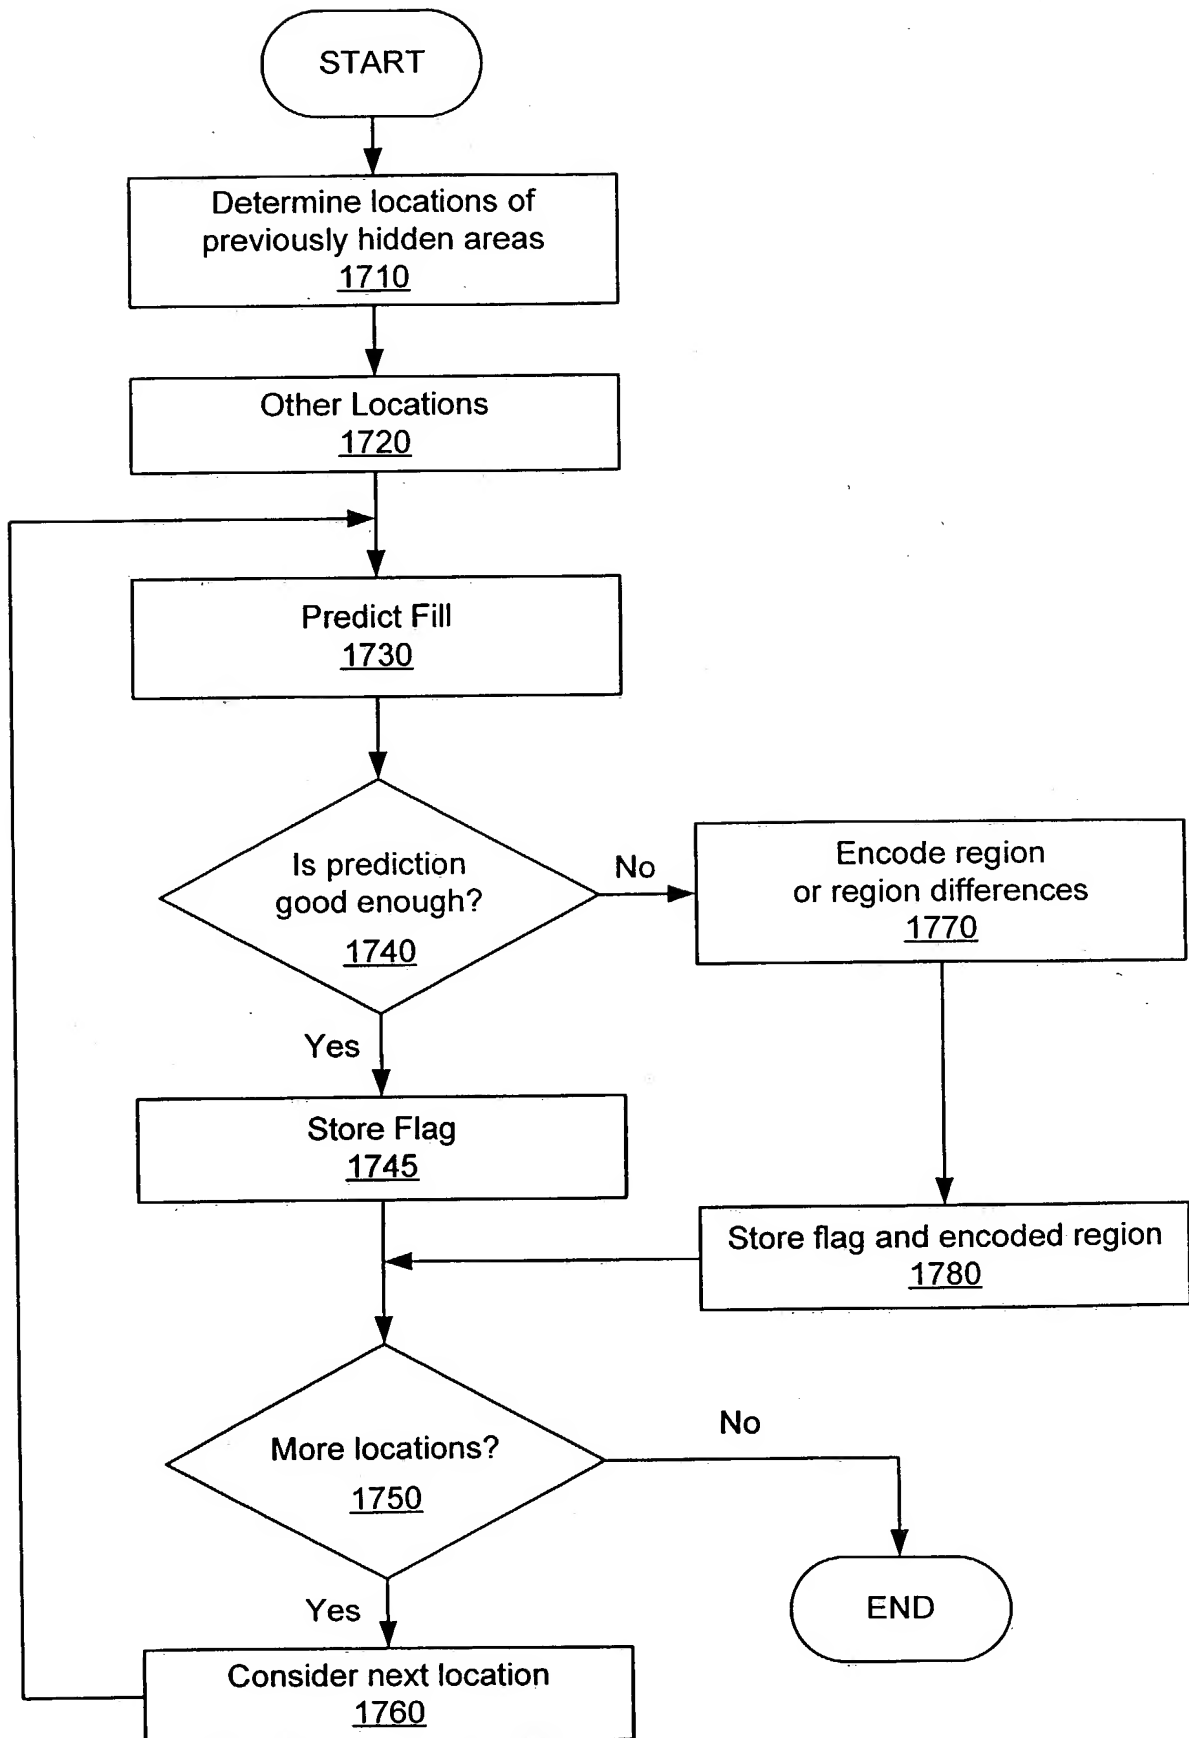 START
Determine locations of
previously hidden areas
1710
Other Locations
1720
Predict Fill
1730
Is prediction
good enough?
1740
No
Encode region
or region differences
1770
Yes
Store Flag
1745
Store flag and encoded region
1780
More locations?
1750
No
END
Yes
Consider next location
1760